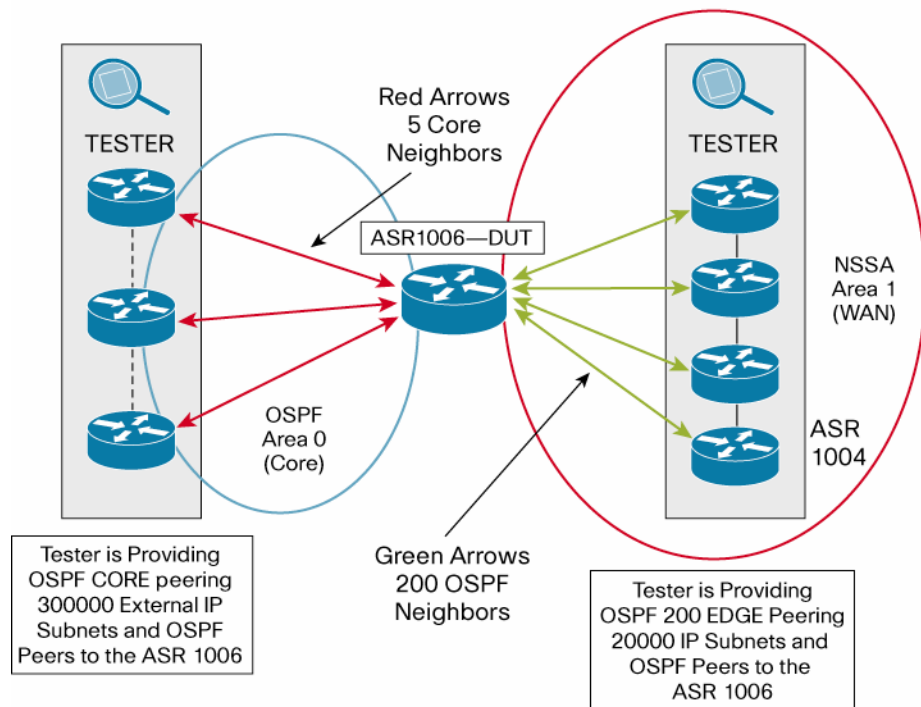 TESTER
Red Arrows
5 Core
Neighbors
ASR1006—DUT
TESTER
NSSA
Area 1
(WAN)
OSPF
Area 0
(Core)
ASR
1004
Green Arrows
200 OSPF
Neighbors
Tester is Providing
OSPF CORE peering
300000 External IP
Subnets and OSPF
Peers to the ASR 1006
Tester is Providing
OSPF 200 EDGE Peering
20000 IP Subnets and
OSPF Peers to the
ASR 1006